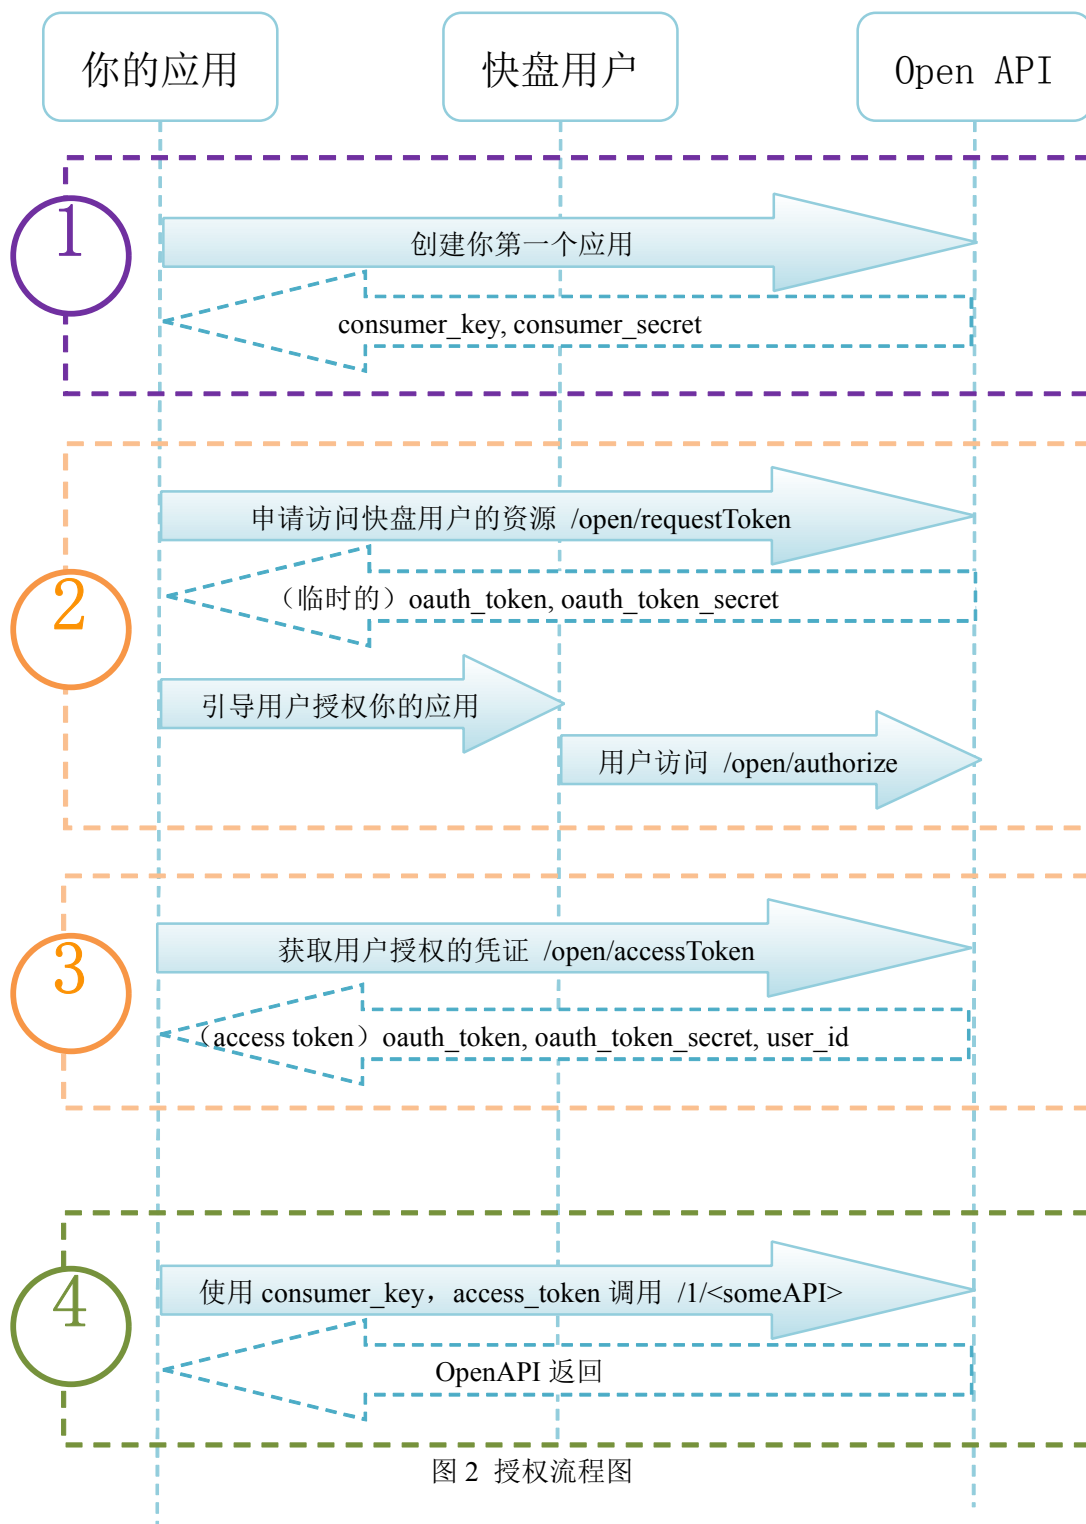 你的应用
快盘用户
Open API
1
创建你第一个应用
consumer_key, consumer_secret
2
申请访问快盘用户的资源 /open/requestToken
（临时的）oauth_token, oauth_token_secret
引导用户授权你的应用
用户访问 /open/authorize
3
获取用户授权的凭证 /open/accessToken
（access token）oauth_token, oauth_token_secret, user_id
4
使用 consumer_key，access_token 调用 /1/<someAPI>
OpenAPI 返回
图 2 授权流程图